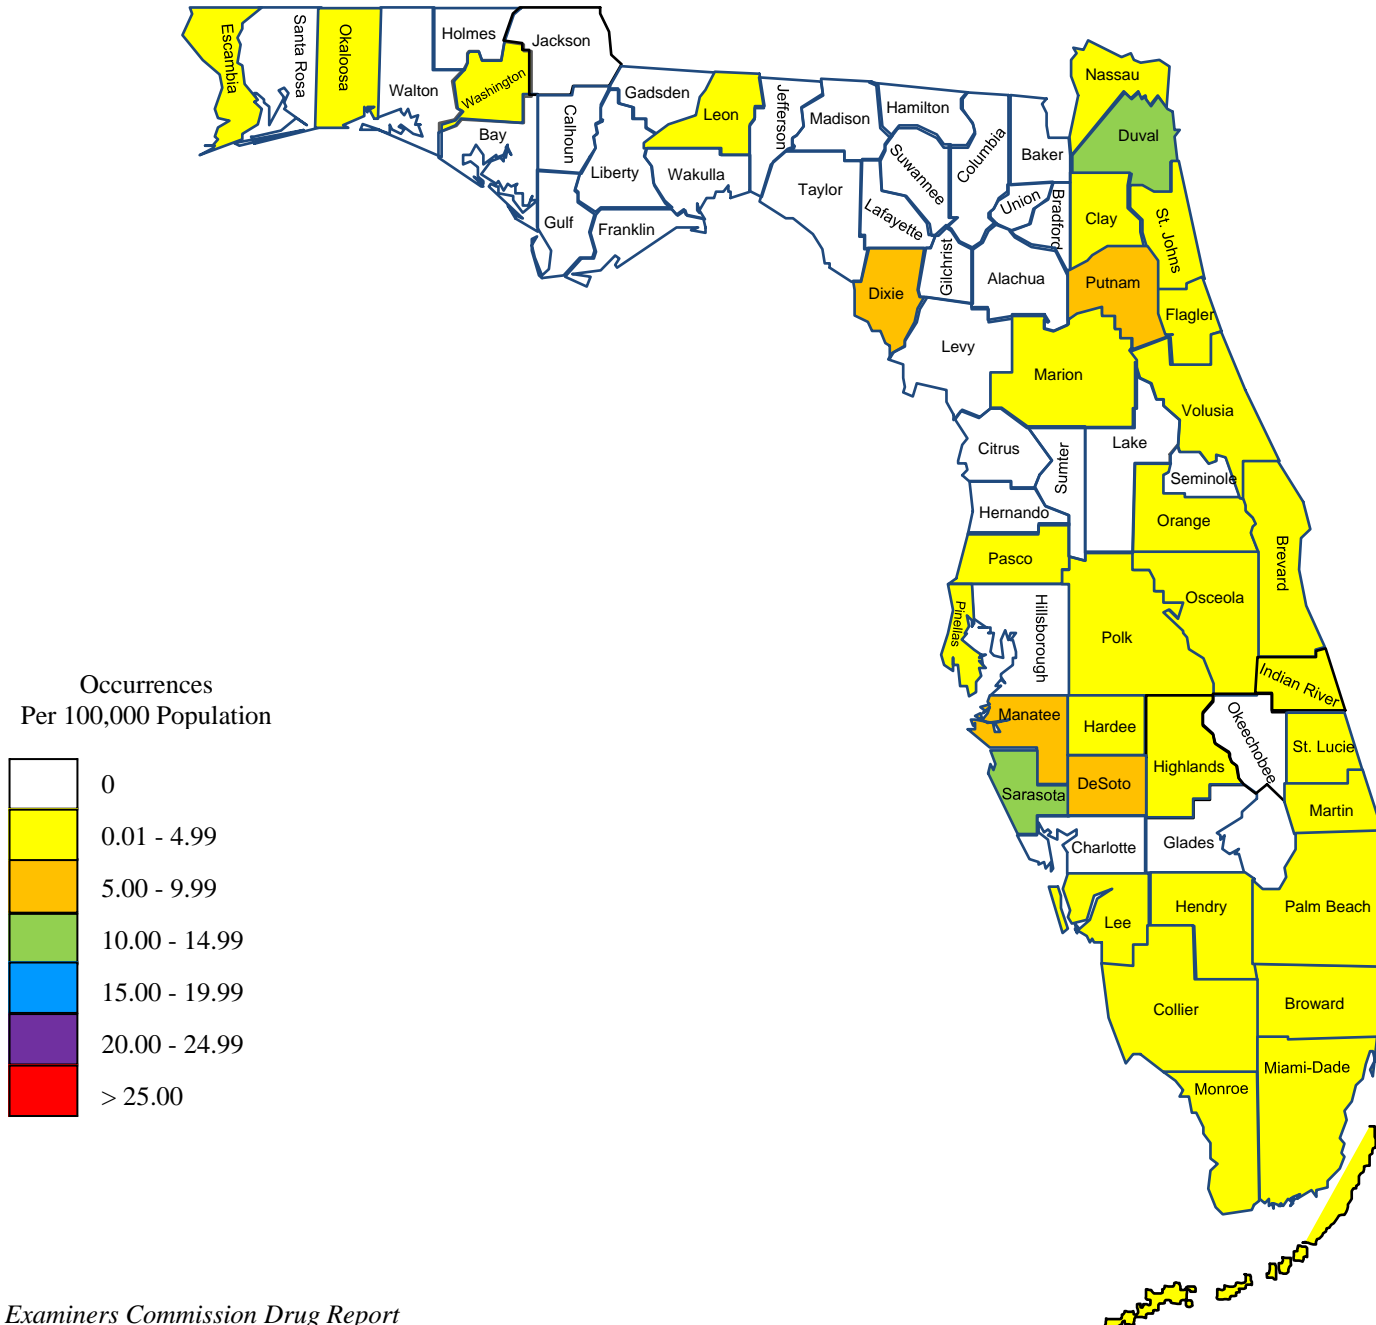 Escambia
Santa Rosa
Okaloosa
Walton
Holmes
Washington
Jackson
Bay
Calhoun
Gulf
Gadsden
Liberty
Franklin
Leon
Wakulla
Jefferson
Madison
Taylor
Hamilton
Suwannee
Lafayette
Columbia
Baker
Union
Bradford
Nassau
Duval
Clay
St. Johns
Dixie
Gilchrist
Alachua
Putnam
Flagler
Levy
Marion
Volusia
Citrus
Sumter
Lake
Seminole
Hernando
Orange
Brevard
Pasco
Osceola
Pinellas
Hillsborough
Polk
Indian River
Manatee
Hardee
Okeechobee
St. Lucie
Highlands
Sarasota
DeSoto
Martin
Charlotte
Glades
Lee
Hendry
Palm Beach
Collier
Broward
Miami-Dade
Monroe
Occurrences
Per 100,000 Population
0
0.01 - 4.99
5.00 - 9.99
10.00 - 14.99
15.00 - 19.99
20.00 - 24.99
> 25.00
Examiners Commission Drug Report